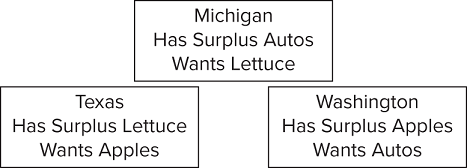 Michigan
Has Surplus Autos
Wants Lettuce
Texas
Has Surplus Lettuce
Wants Apples
Washington
Has Surplus Apples
Wants Autos